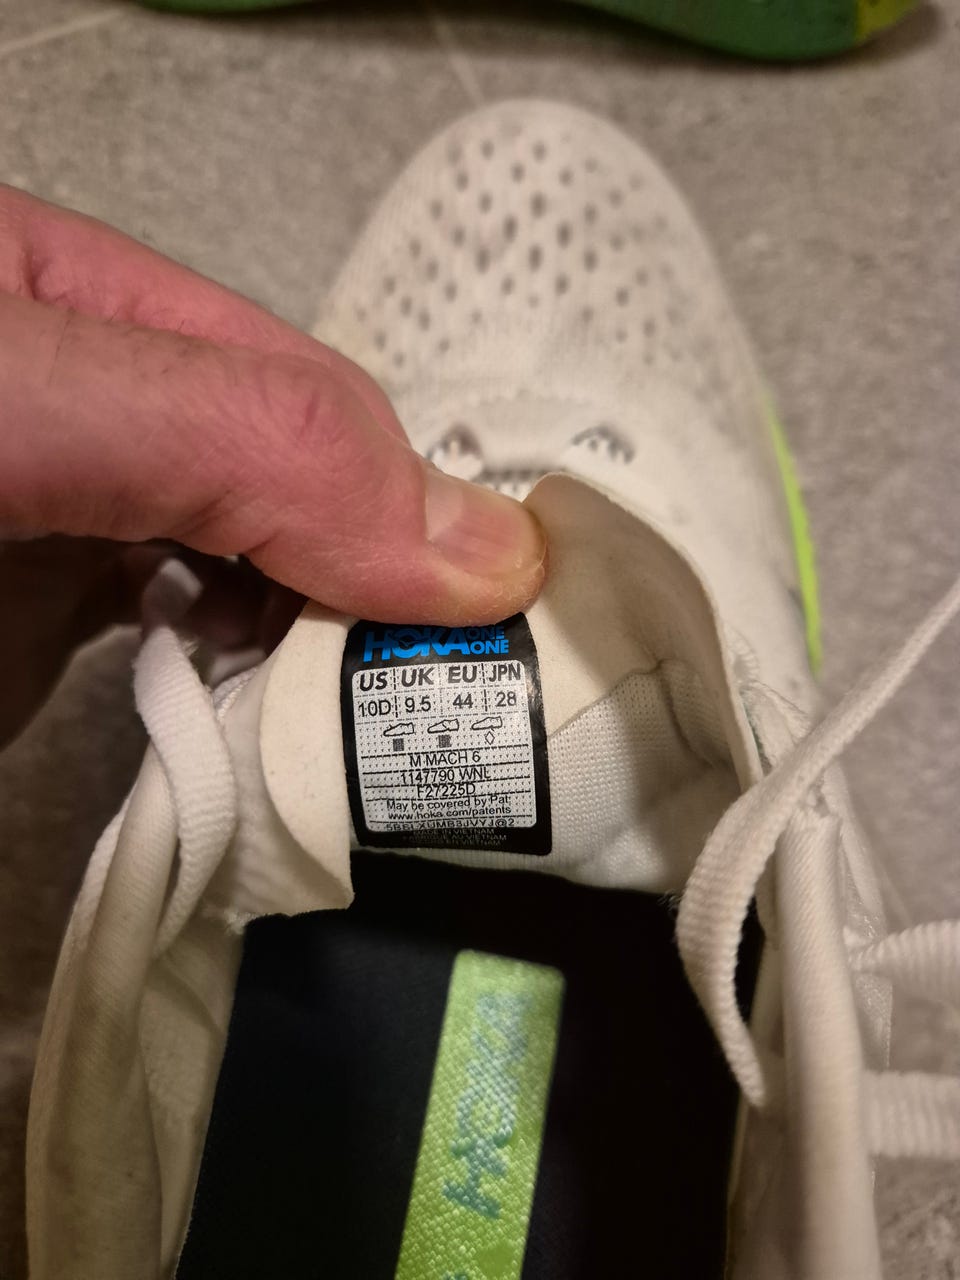 HOKA ONE ONE
US UK EU JPN
10D 9.5 44 28
M MACH 6
1147790 WNL
F27225D
May be covered by Pat:
www.hoka.com/patents
MADE IN VIETNAM
HOKA